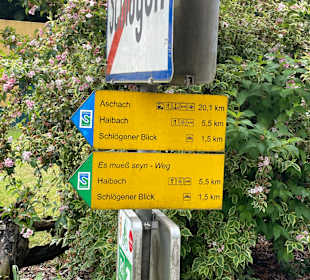 Schlögen
Aschach 20,1 km
Haibach 5,5 km
Schlögener Blick 1,5 km
Es mueß seyn - Weg
Haibach 5,5 km
Schlögener Blick 1,5 km